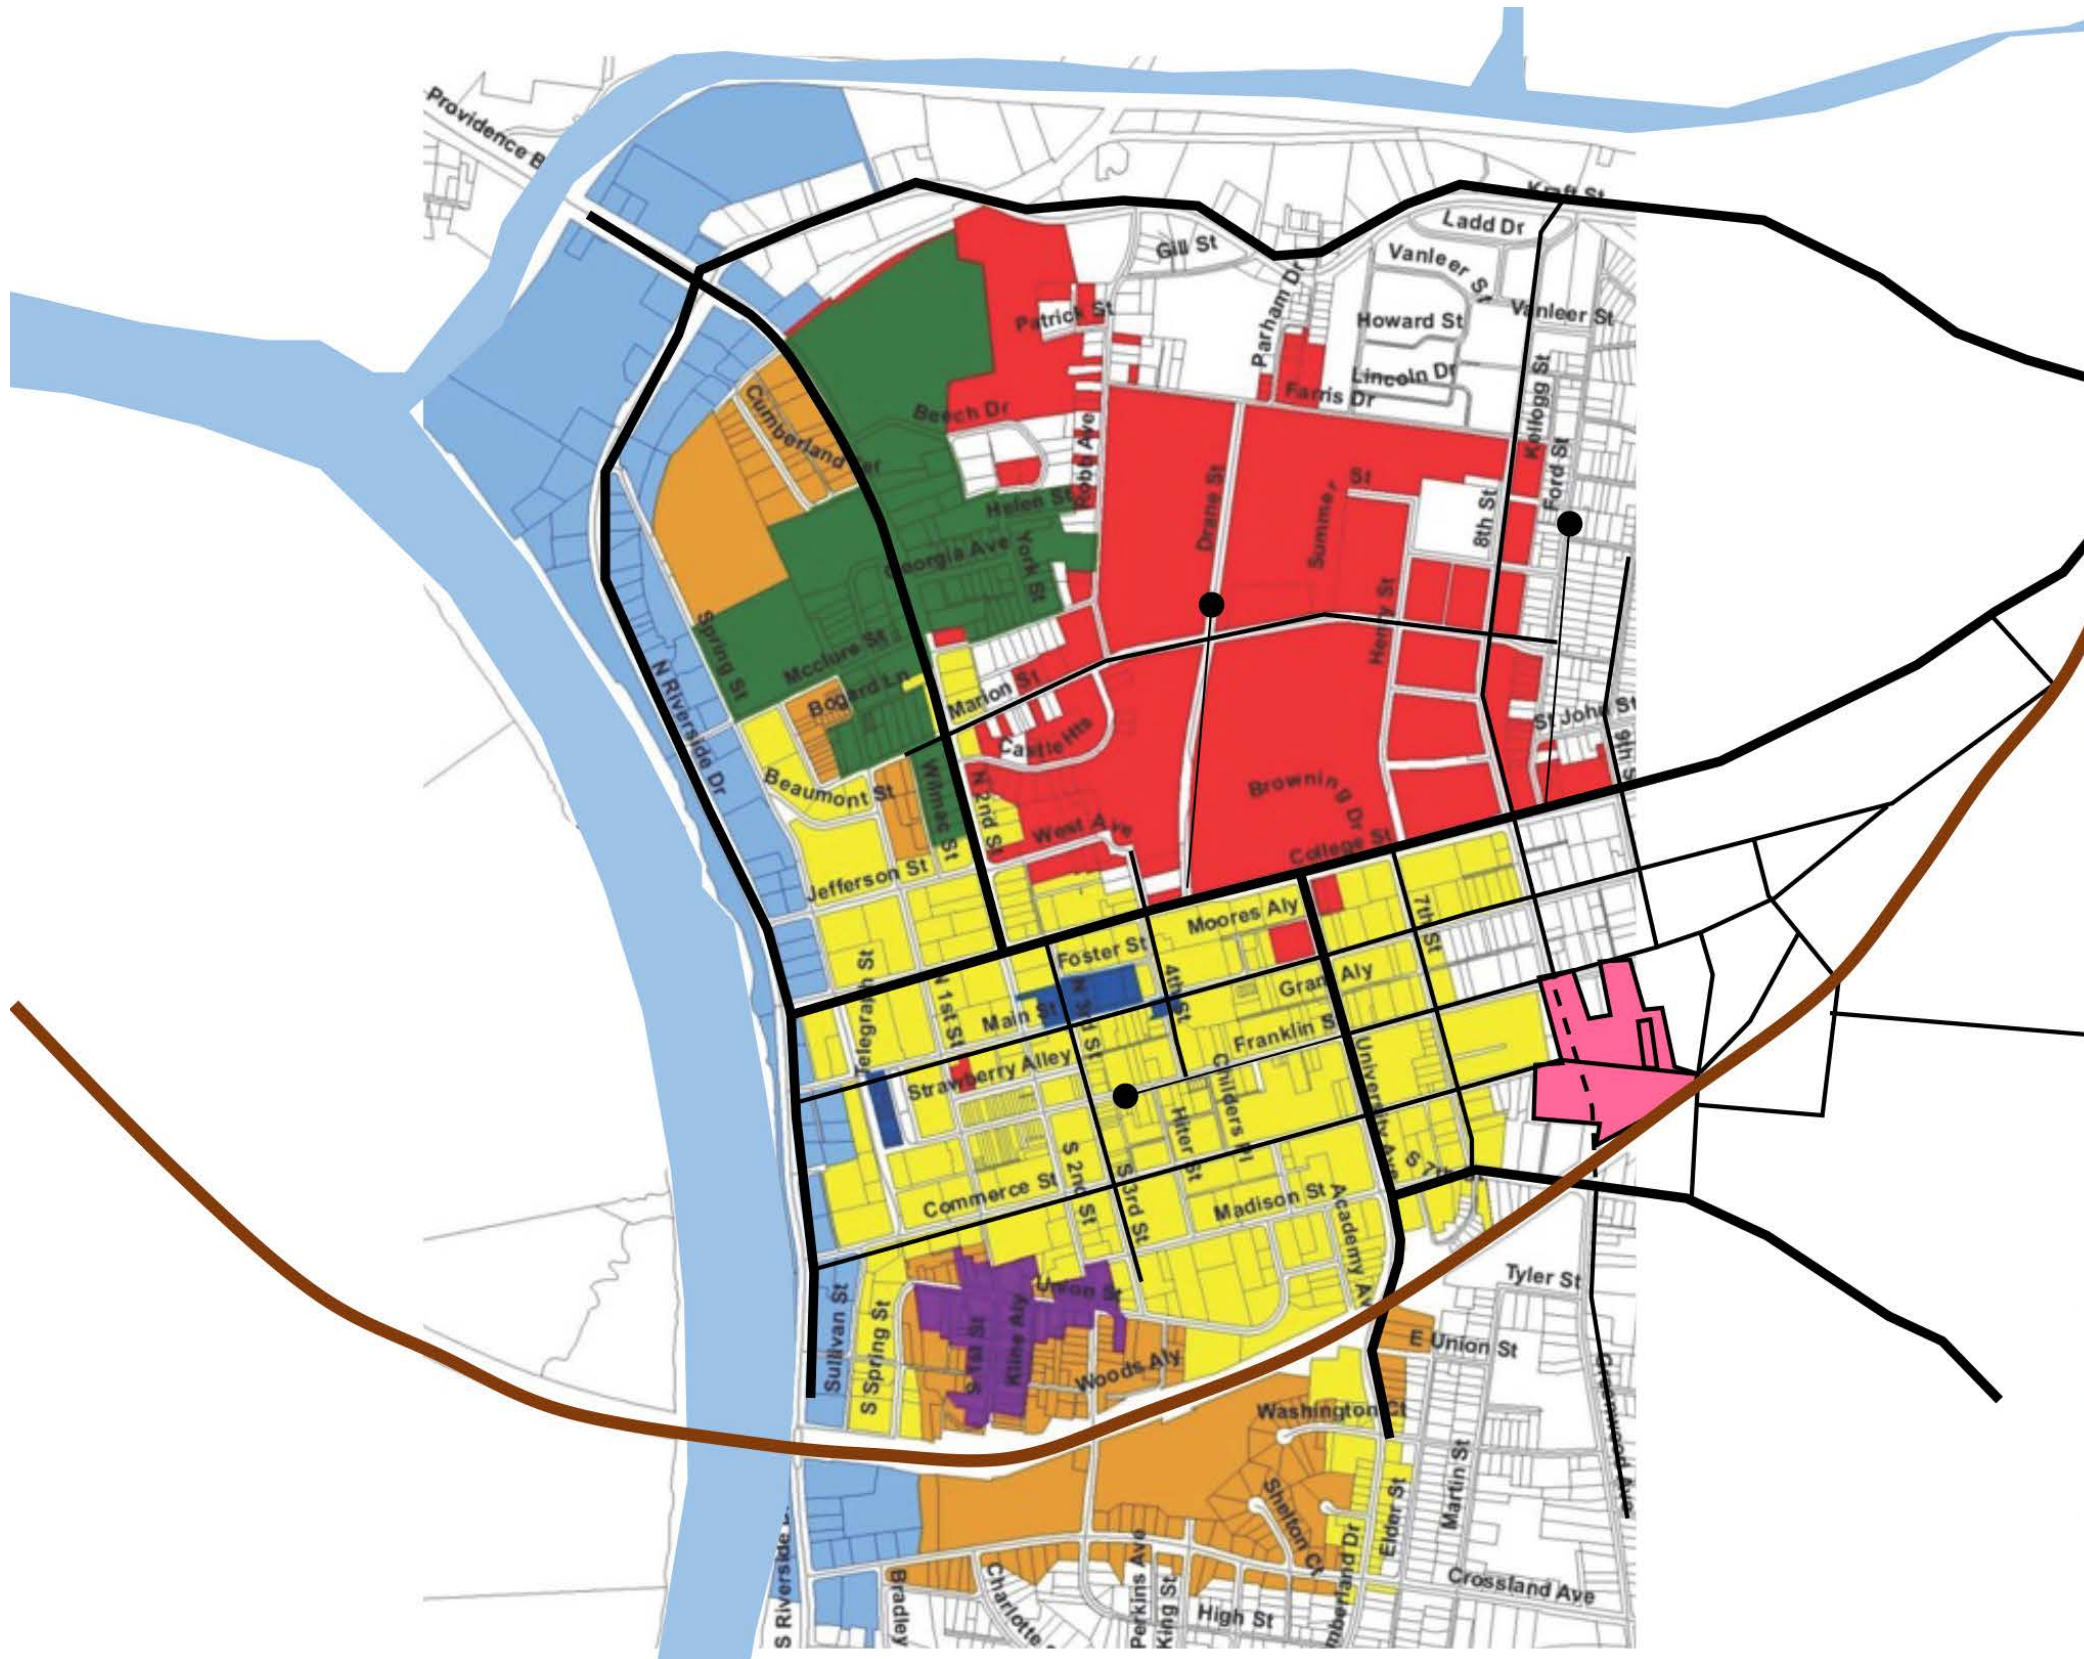 Providence B
Kraft St
Ladd Dr
Gill St
Vanleer St
Parham Dr
Patrick St
Howard St
Vanleer St
Lincoln Dr
Farris Dr
Kellogg St
Beech Dr
Cumberland Ter
Robb Ave
Ford St
Drane St
Summer
St
8th St
Helen St
Georgia Ave
York St
Spring St
Mcclure St
Henry St
N Riverside Dr
Bogard Ln
Marion St
St John St
Castle Hts
9th S
Beaumont St
Wilmac St
N 2nd St
Browning Dr
West Ave
College St
Jefferson St
Moores Aly
7th St
Foster St
Telegraph St
N 1st St
Main St
N 3rd St
4th St
Grant Aly
Franklin S
Strawberry Alley
Childers Pl
University Ave
Hiter St
S 2nd St
S 3rd St
Commerce St
Madison St
Academy Av
Tyler St
Union St
Sullivan St
S Spring St
Kline Aly
E Union St
Woods Aly
Greenwood Ave
Washington Ct
Martin St
Elder St
Shelton Ct
mberland Dr
S Riverside D
Bradley
Charlotte
Perkins Ave
King St
High St
Crossland Ave